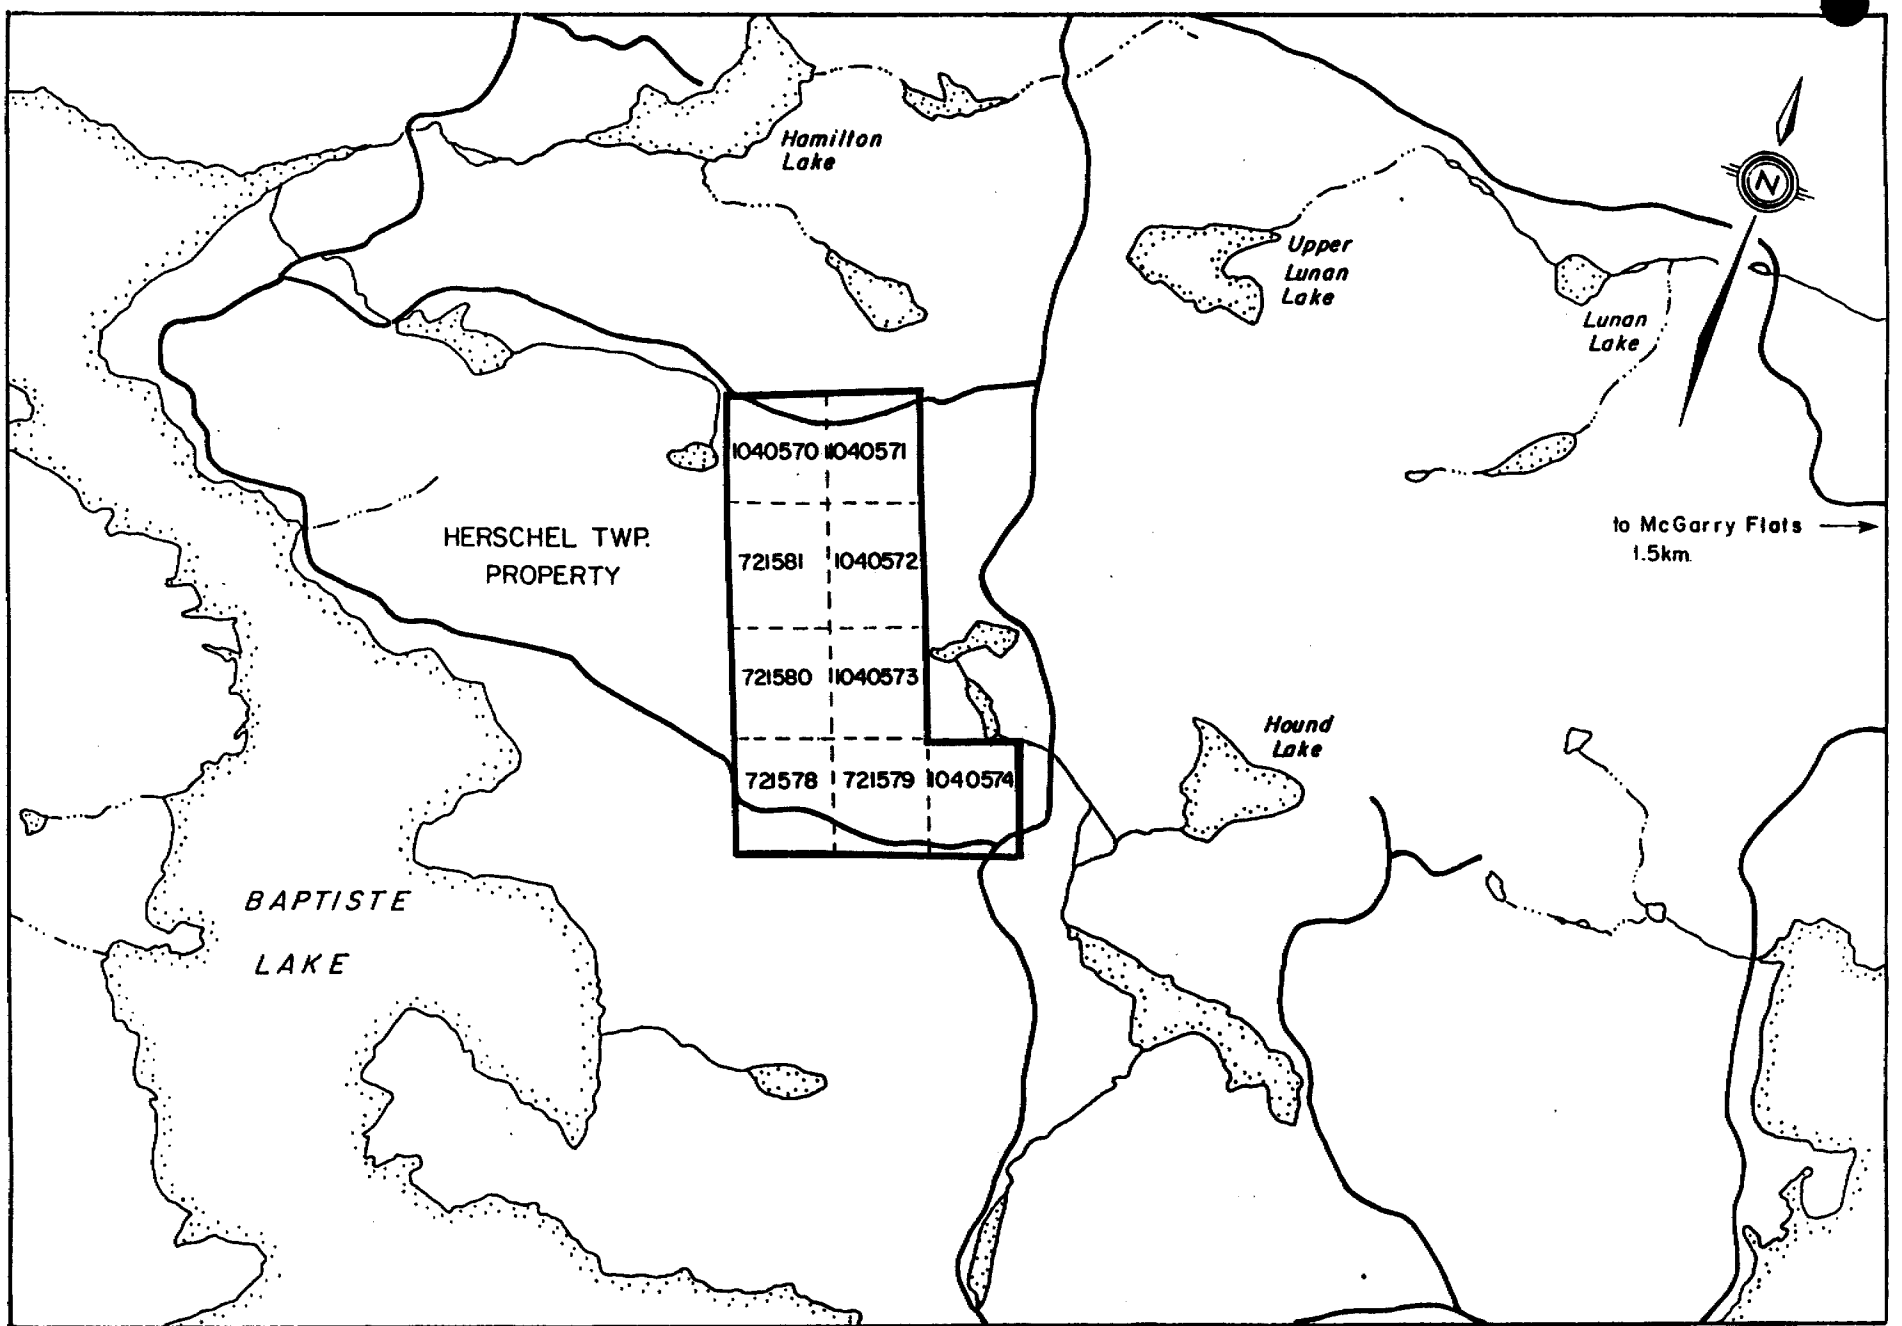 Hamilton
Lake
N
Upper
Lunan
Lake
Lunan
Lake
1040570 1040571
to McGarry Flats
1.5km.
HERSCHEL TWP.
PROPERTY
721581 1040572
721580 1040573
Hound
Lake
721578 721579 1040574
BAPTISTE
LAKE